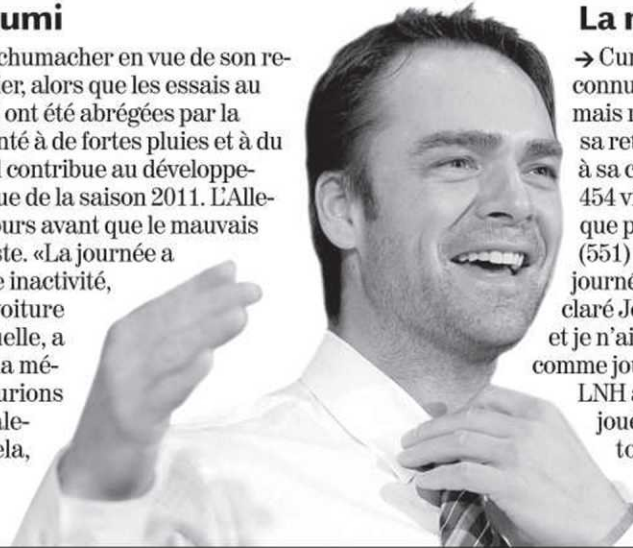 umi
chumacher en vue de son re-
er, alors que les essais au
ont été abrégées par la
nté à de fortes pluies et à du
l contribue au développe-
ue de la saison 2011. L'Alle-
ours avant que le mauvais
ste. «La journée a
e inactivité,
voiture
uelle, a
a mé-
urions
ale-
ela,
La
→ Cu
connu
mais
sa ret
à sa c
454 v
que p
(551)
journé
claré J
et je n'ai
comme jou
LNH
joue
to